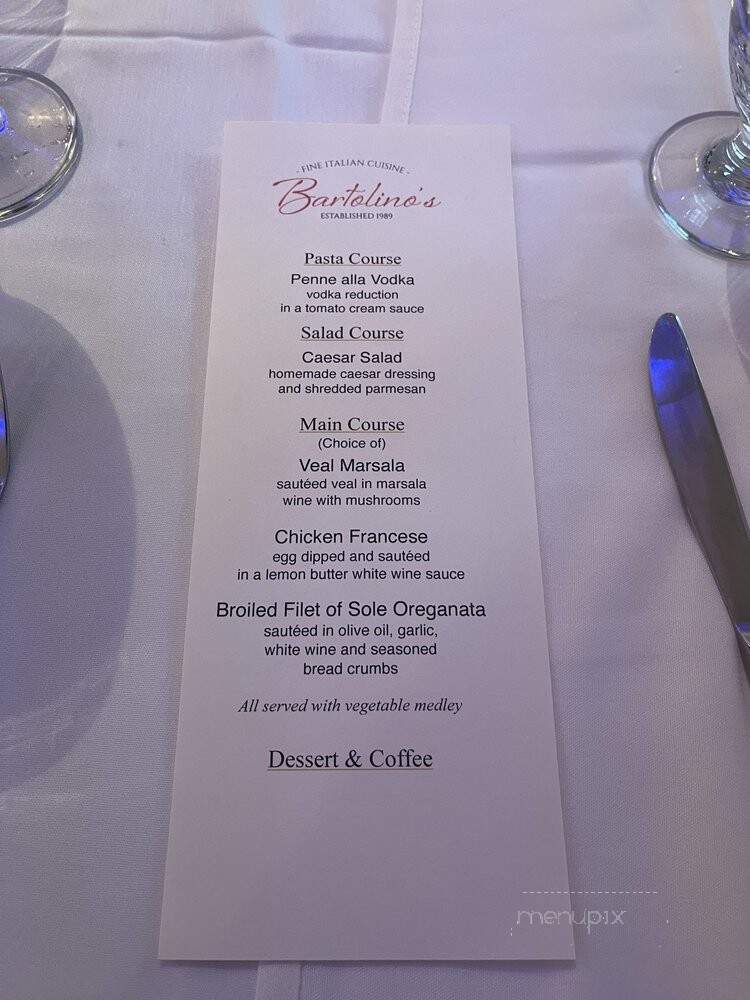 - FINE ITALIAN CUISINE -
Bartolino's
ESTABLISHED 1989
Pasta Course
Penne alla Vodka
vodka reduction
in a tomato cream sauce
Salad Course
Caesar Salad
homemade caesar dressing
and shredded parmesan
Main Course
(Choice of)
Veal Marsala
sautéed veal in marsala
wine with mushrooms
Chicken Francese
egg dipped and sautéed
in a lemon butter white wine sauce
Broiled Filet of Sole Oreganata
sautéed in olive oil, garlic,
white wine and seasoned
bread crumbs
All served with vegetable medley
Dessert & Coffee
menupix